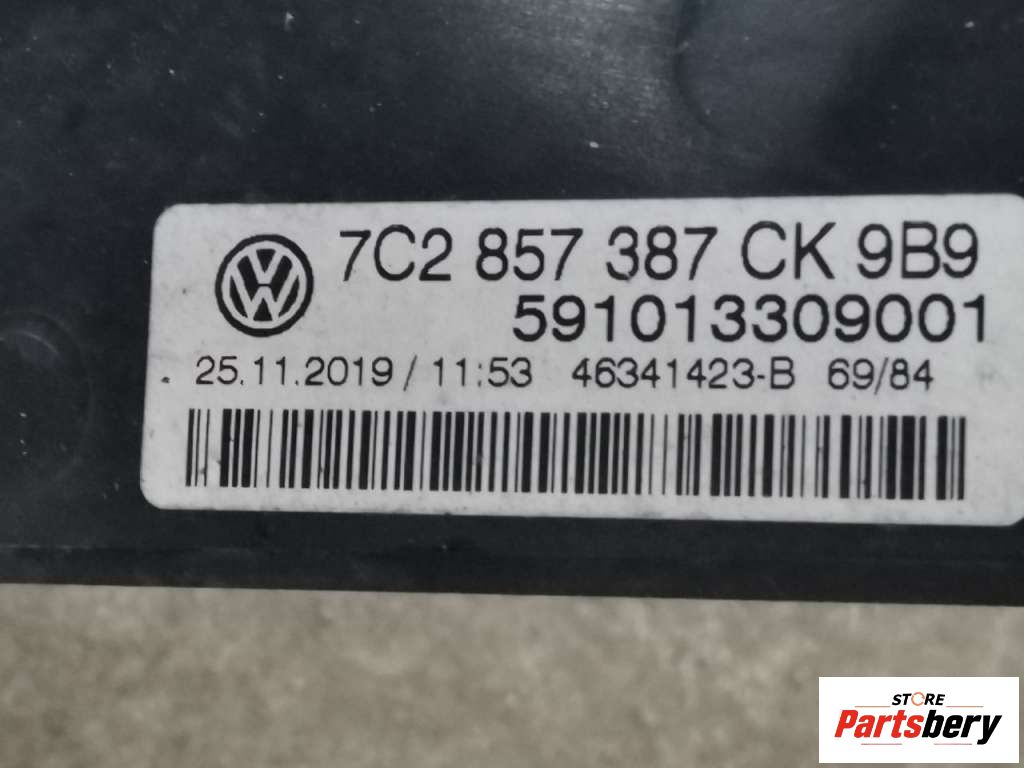 7C2 857 387 CK 9B9
591013309001
25.11.2019 / 11:53 46341423-B 69/84
STORE
Partsbery